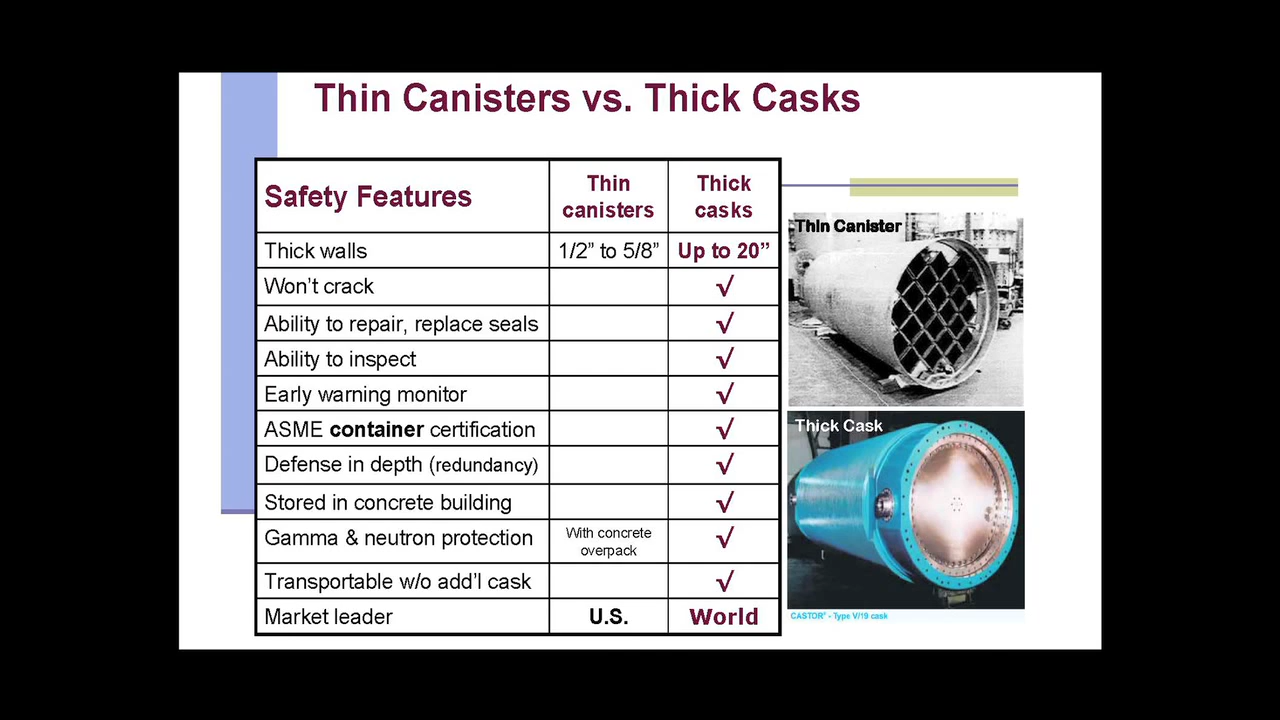 Thin Canisters vs. Thick Casks
Safety Features
Thin
canisters
Thick
casks
Thick walls
1/2” to 5/8”
Up to 20”
Won’t crack
√
Ability to repair, replace seals
√
Ability to inspect
√
Early warning monitor
√
ASME container certification
√
Defense in depth (redundancy)
√
Stored in concrete building
√
Gamma & neutron protection
With concrete
overpack
√
Transportable w/o add’l cask
√
Market leader
U.S.
World
Thin Canister
Thick Cask
CASTOR® - Type V/19 cask